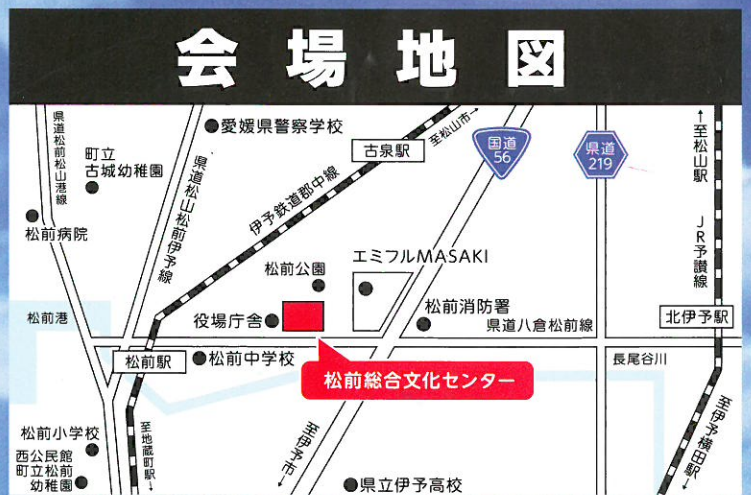 会場地図
県道松前松山港線
町立
古城幼稚園
松前病院
松前港
愛媛県警察学校
県道松山松前伊予線
伊予鉄道郡中線
古泉駅
至松山市→
国道
56
県道
219
←至松山駅
JR予讃線
松前公園
エミフルMASAKI
役場庁舎
松前消防署
県道八倉松前線
北伊予駅
松前駅
松前中学校
松前総合文化センター
長尾谷川
松前小学校
西公民館
町立松前
幼稚園
至地蔵町駅→
至伊予市→
県立伊予高校
至伊予横田駅→